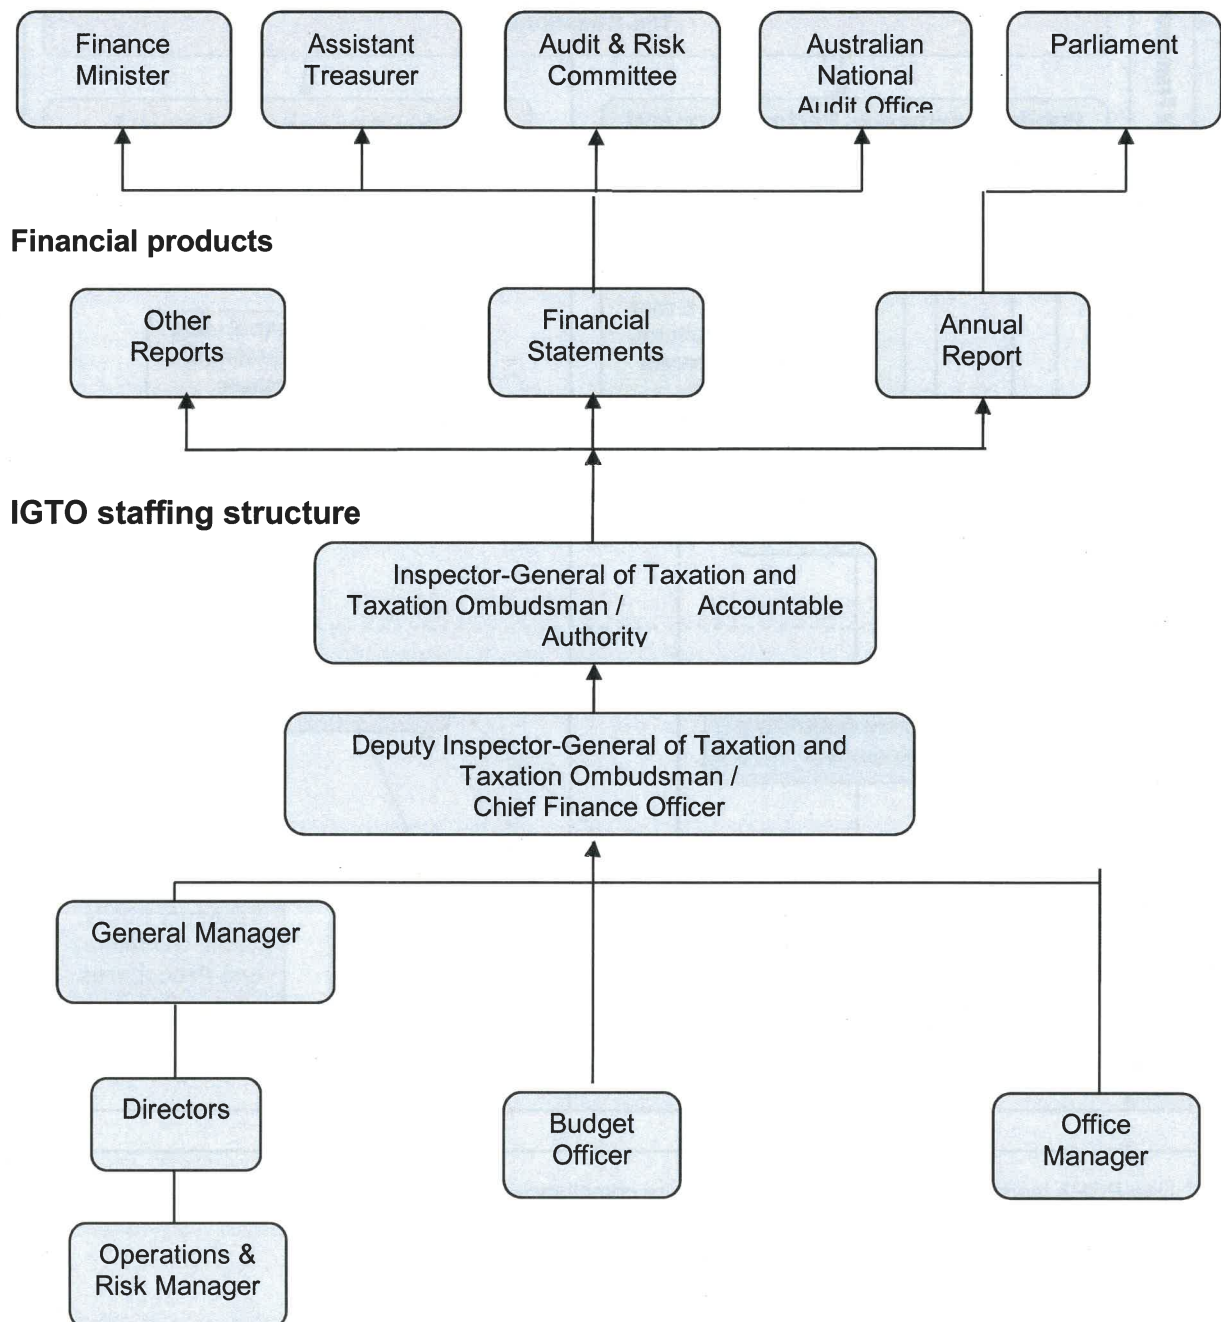 Finance
Minister
Assistant
Treasurer
Audit & Risk
Committee
Australian
National
Audit Office
Parliament
Financial products
Other
Reports
Financial
Statements
Annual
Report
IGTO staffing structure
Inspector-General of Taxation and
Taxation Ombudsman / Accountable
Authority
Deputy Inspector-General of Taxation and
Taxation Ombudsman /
Chief Finance Officer
General Manager
Directors
Budget
Officer
Office
Manager
Operations &
Risk Manager